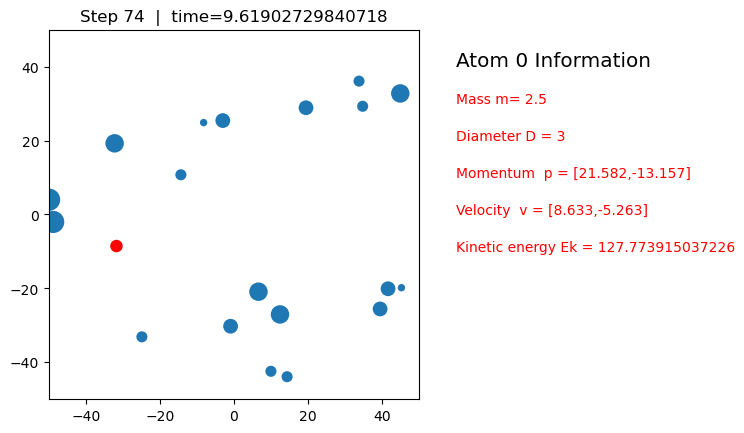 Step 74 | time=9.61902729840718
Atom 0 Information
Mass m= 2.5
Diameter D = 3
Momentum  p = [21.582,-13.157]
Velocity  v = [8.633,-5.263]
Kinetic energy Ek = 127.773915037226
40
20
0
−20
−40
−40
−20
0
20
40